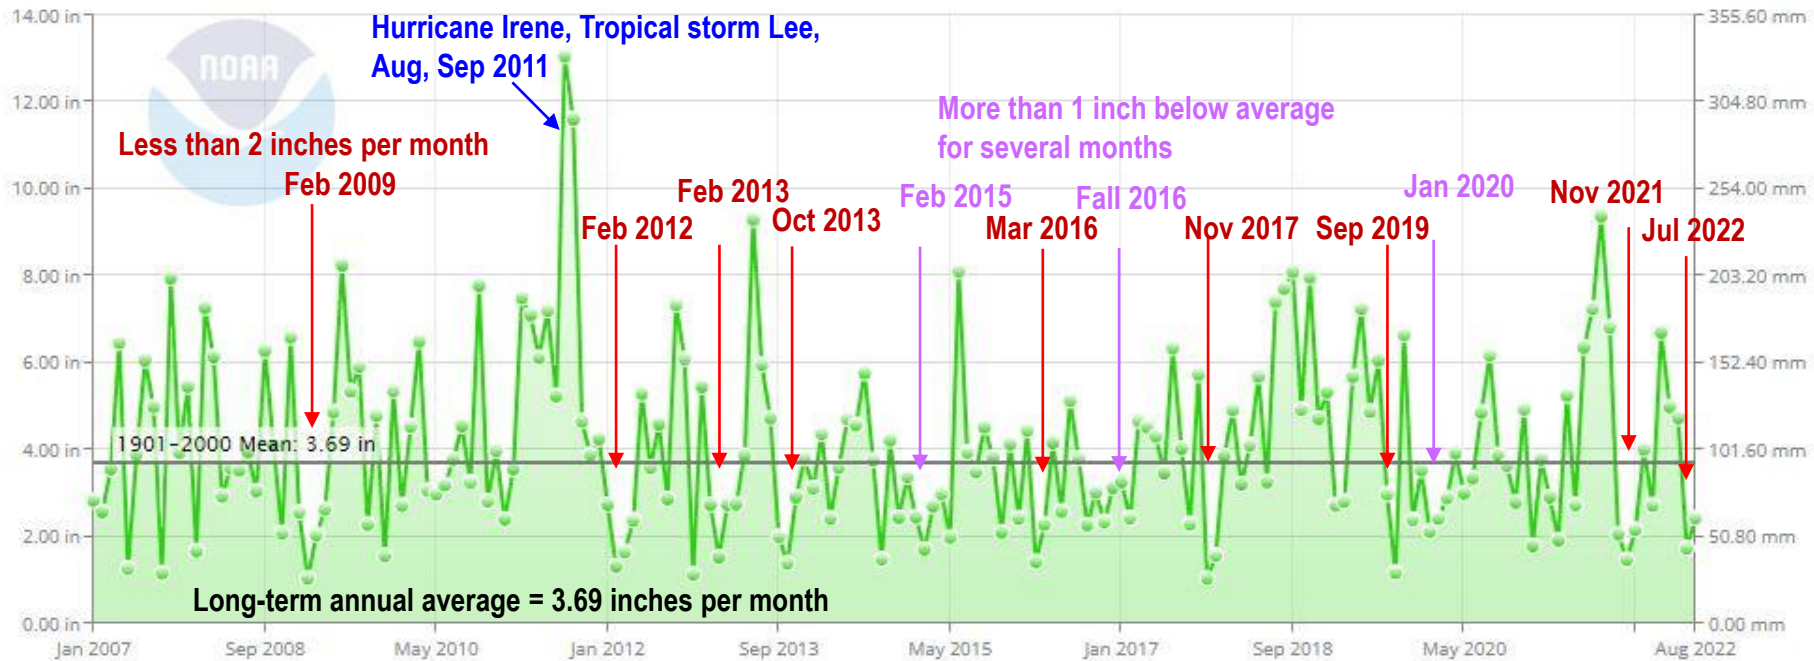 14.00 in
355.60 mm
Hurricane Irene, Tropical storm Lee,
Aug, Sep 2011
NOAA
12.00 in
304.80 mm
More than 1 inch below average
for several months
Less than 2 inches per month
Feb 2009
10.00 in
254.00 mm
Feb 2013
Feb 2015
Fall 2016
Jan 2020
Nov 2021
Feb 2012
Oct 2013
Mar 2016
Nov 2017
Sep 2019
Jul 2022
8.00 in
203.20 mm
6.00 in
152.40 mm
1901-2000 Mean: 3.69 in
4.00 in
101.60 mm
2.00 in
50.80 mm
Long-term annual average = 3.69 inches per month
0.00 in
0.00 mm
Jan 2007
Sep 2008
May 2010
Jan 2012
Sep 2013
May 2015
Jan 2017
Sep 2018
May 2020
Aug 2022